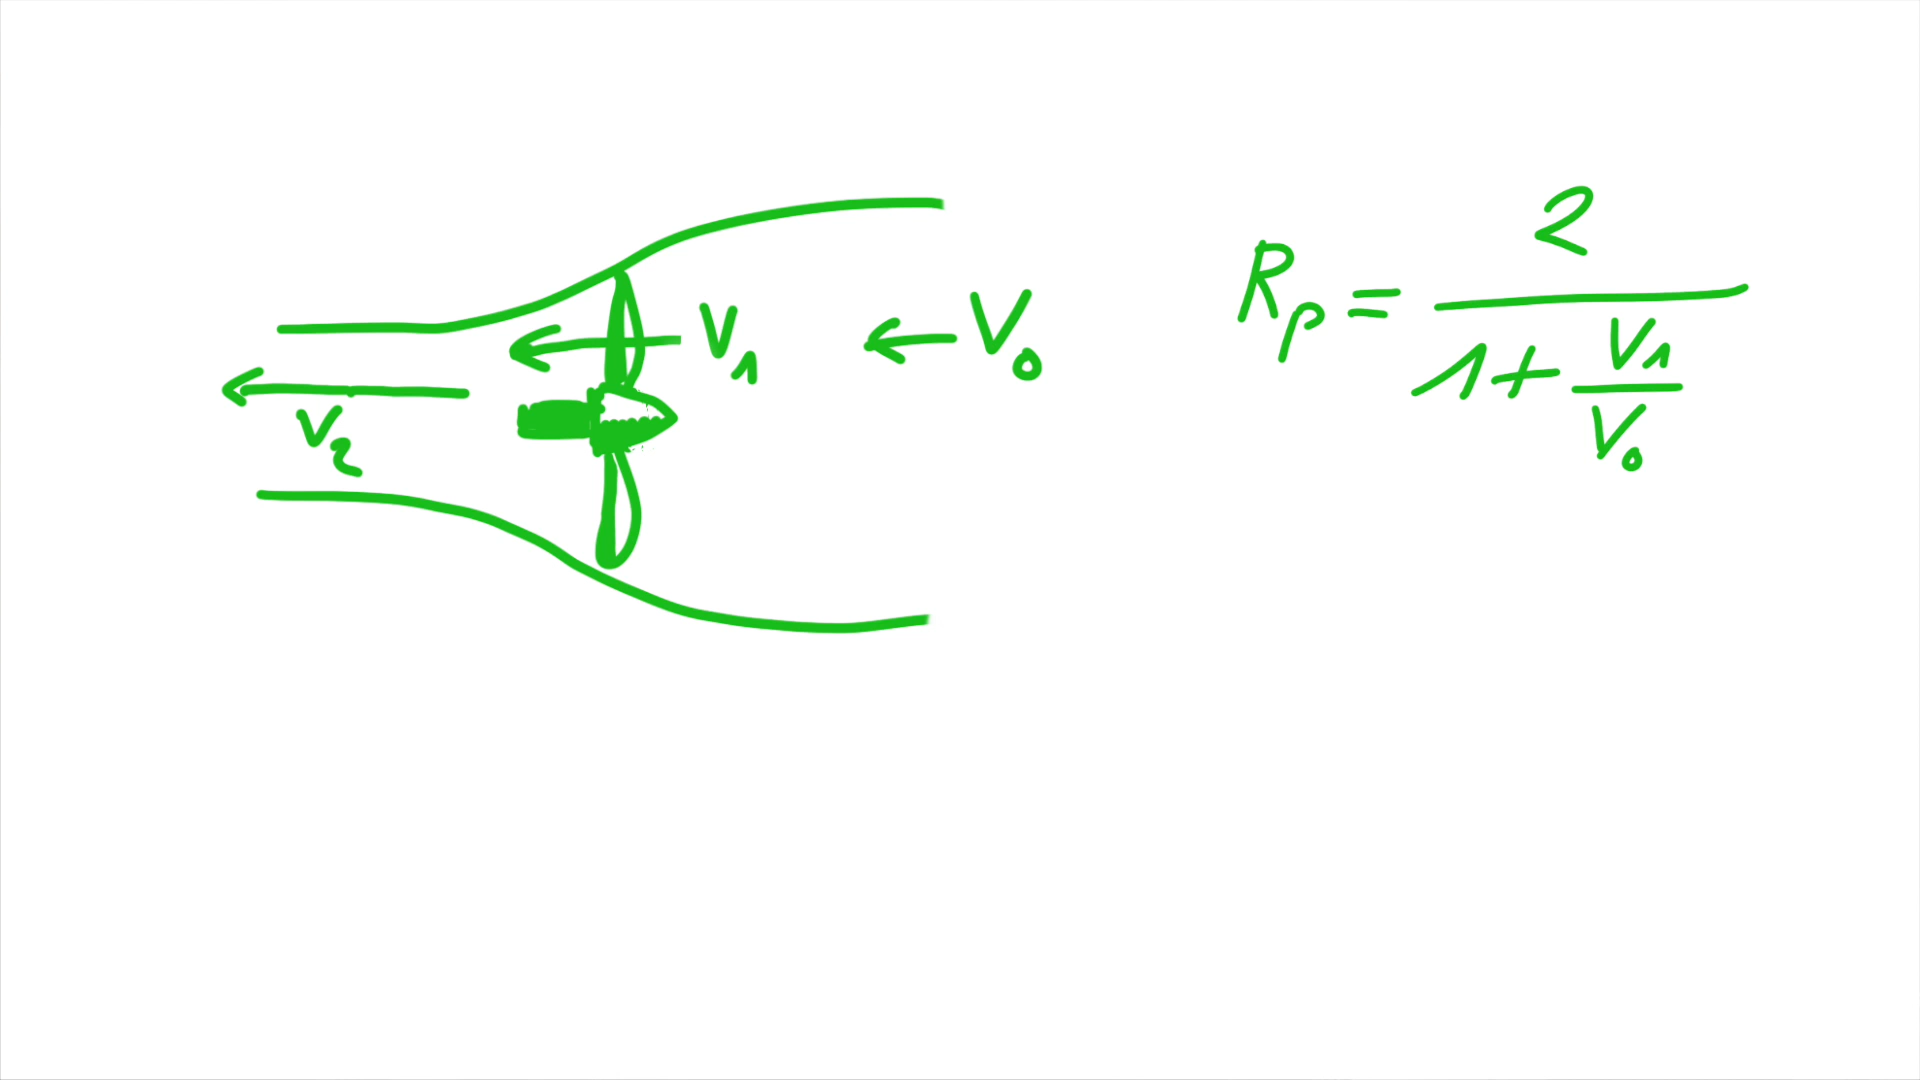 V₁
V₀
V₂
Rₚ = 2 / (1 + V₁ / V₀)